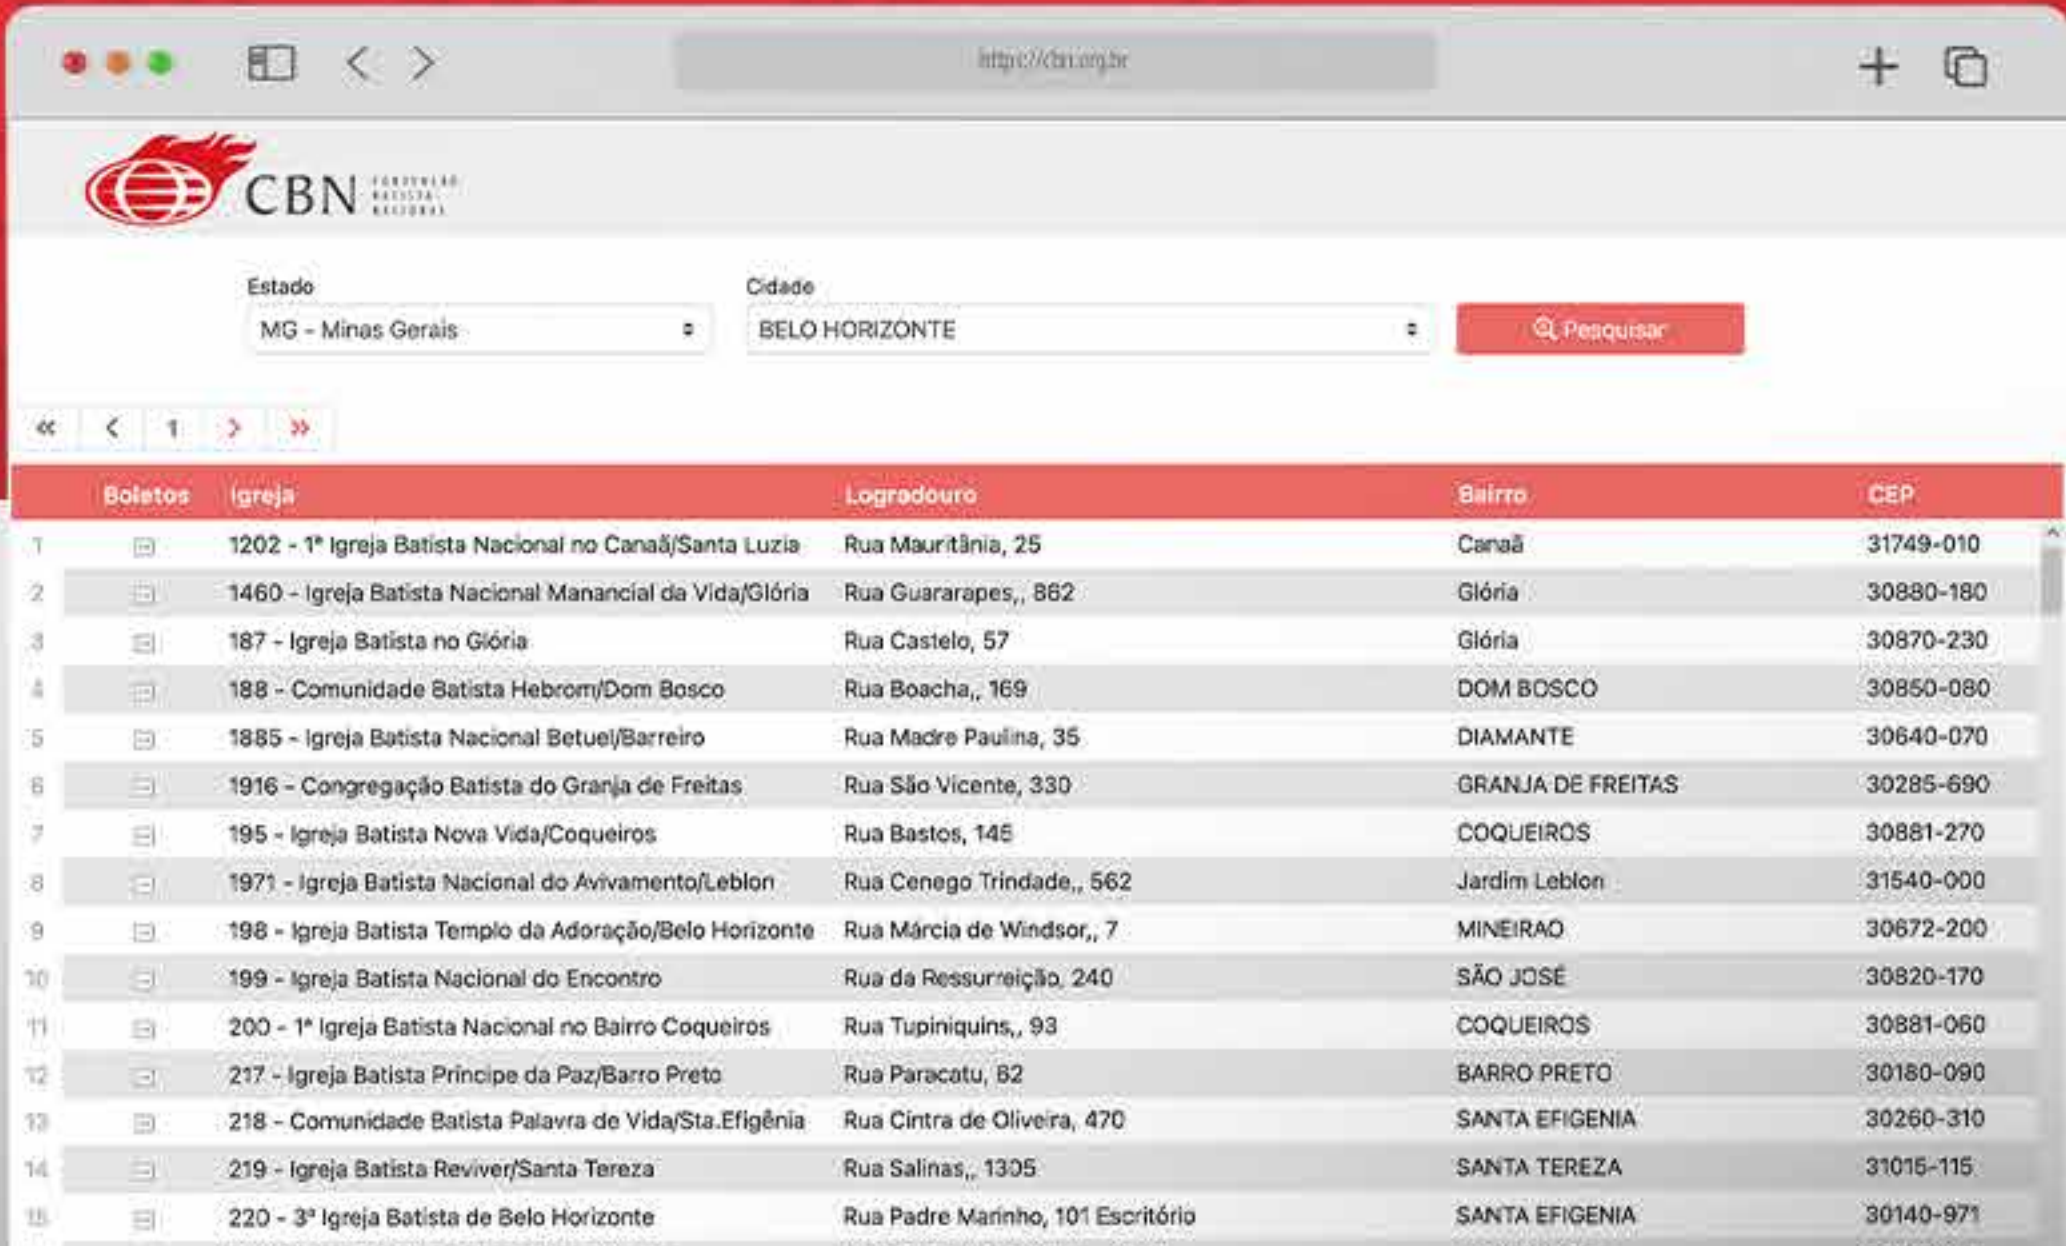 https://cbn.org.br
CBN CONVENÇÃO
BATISTA
NACIONAL
Estado Cidade
MG - Minas Gerais BELO HORIZONTE Pesquisar
« < 1 > »
Boletos Igreja Logradouro Bairro CEP
1 1202 - 1ª Igreja Batista Nacional no Canaã/Santa Luzia Rua Mauritânia, 25 Canaã 31749-010
2 1460 - Igreja Batista Nacional Manancial da Vida/Glória Rua Guararapes,, 862 Glória 30880-180
3 187 - Igreja Batista no Glória Rua Castelo, 57 Glória 30870-230
4 188 - Comunidade Batista Hebrom/Dom Bosco Rua Boacha,, 169 DOM BOSCO 30850-080
5 1885 - Igreja Batista Nacional Betuel/Barreiro Rua Madre Paulina, 35 DIAMANTE 30640-070
6 1916 - Congregação Batista do Granja de Freitas Rua São Vicente, 330 GRANJA DE FREITAS 30285-690
7 195 - Igreja Batista Nova Vida/Coqueiros Rua Bastos, 145 COQUEIROS 30881-270
8 1971 - Igreja Batista Nacional do Avivamento/Leblon Rua Cenego Trindade,, 562 Jardim Leblon 31540-000
9 198 - Igreja Batista Templo da Adoração/Belo Horizonte Rua Márcia de Windsor,, 7 MINEIRAO 30672-200
10 199 - Igreja Batista Nacional do Encontro Rua da Ressurreição, 240 SÃO JOSÉ 30820-170
11 200 - 1ª Igreja Batista Nacional no Bairro Coqueiros Rua Tupiniquins,, 93 COQUEIROS 30881-060
12 217 - Igreja Batista Príncipe da Paz/Barro Preto Rua Paracatu, BARRO PRETO 30180-090
13 218 - Comunidade Batista Palavra de Vida/Sta.Efigênia Rua Cintra de Oliveira, 470 SANTA EFIGENIA 30260-310
14 219 - Igreja Batista Reviver/Santa Tereza Rua Salinas,, 1305 SANTA TEREZA 31015-115
15 220 - 3ª Igreja Batista de Belo Horizonte Rua Padre Marinho, 101 Escritório SANTA EFIGENIA 30140-971